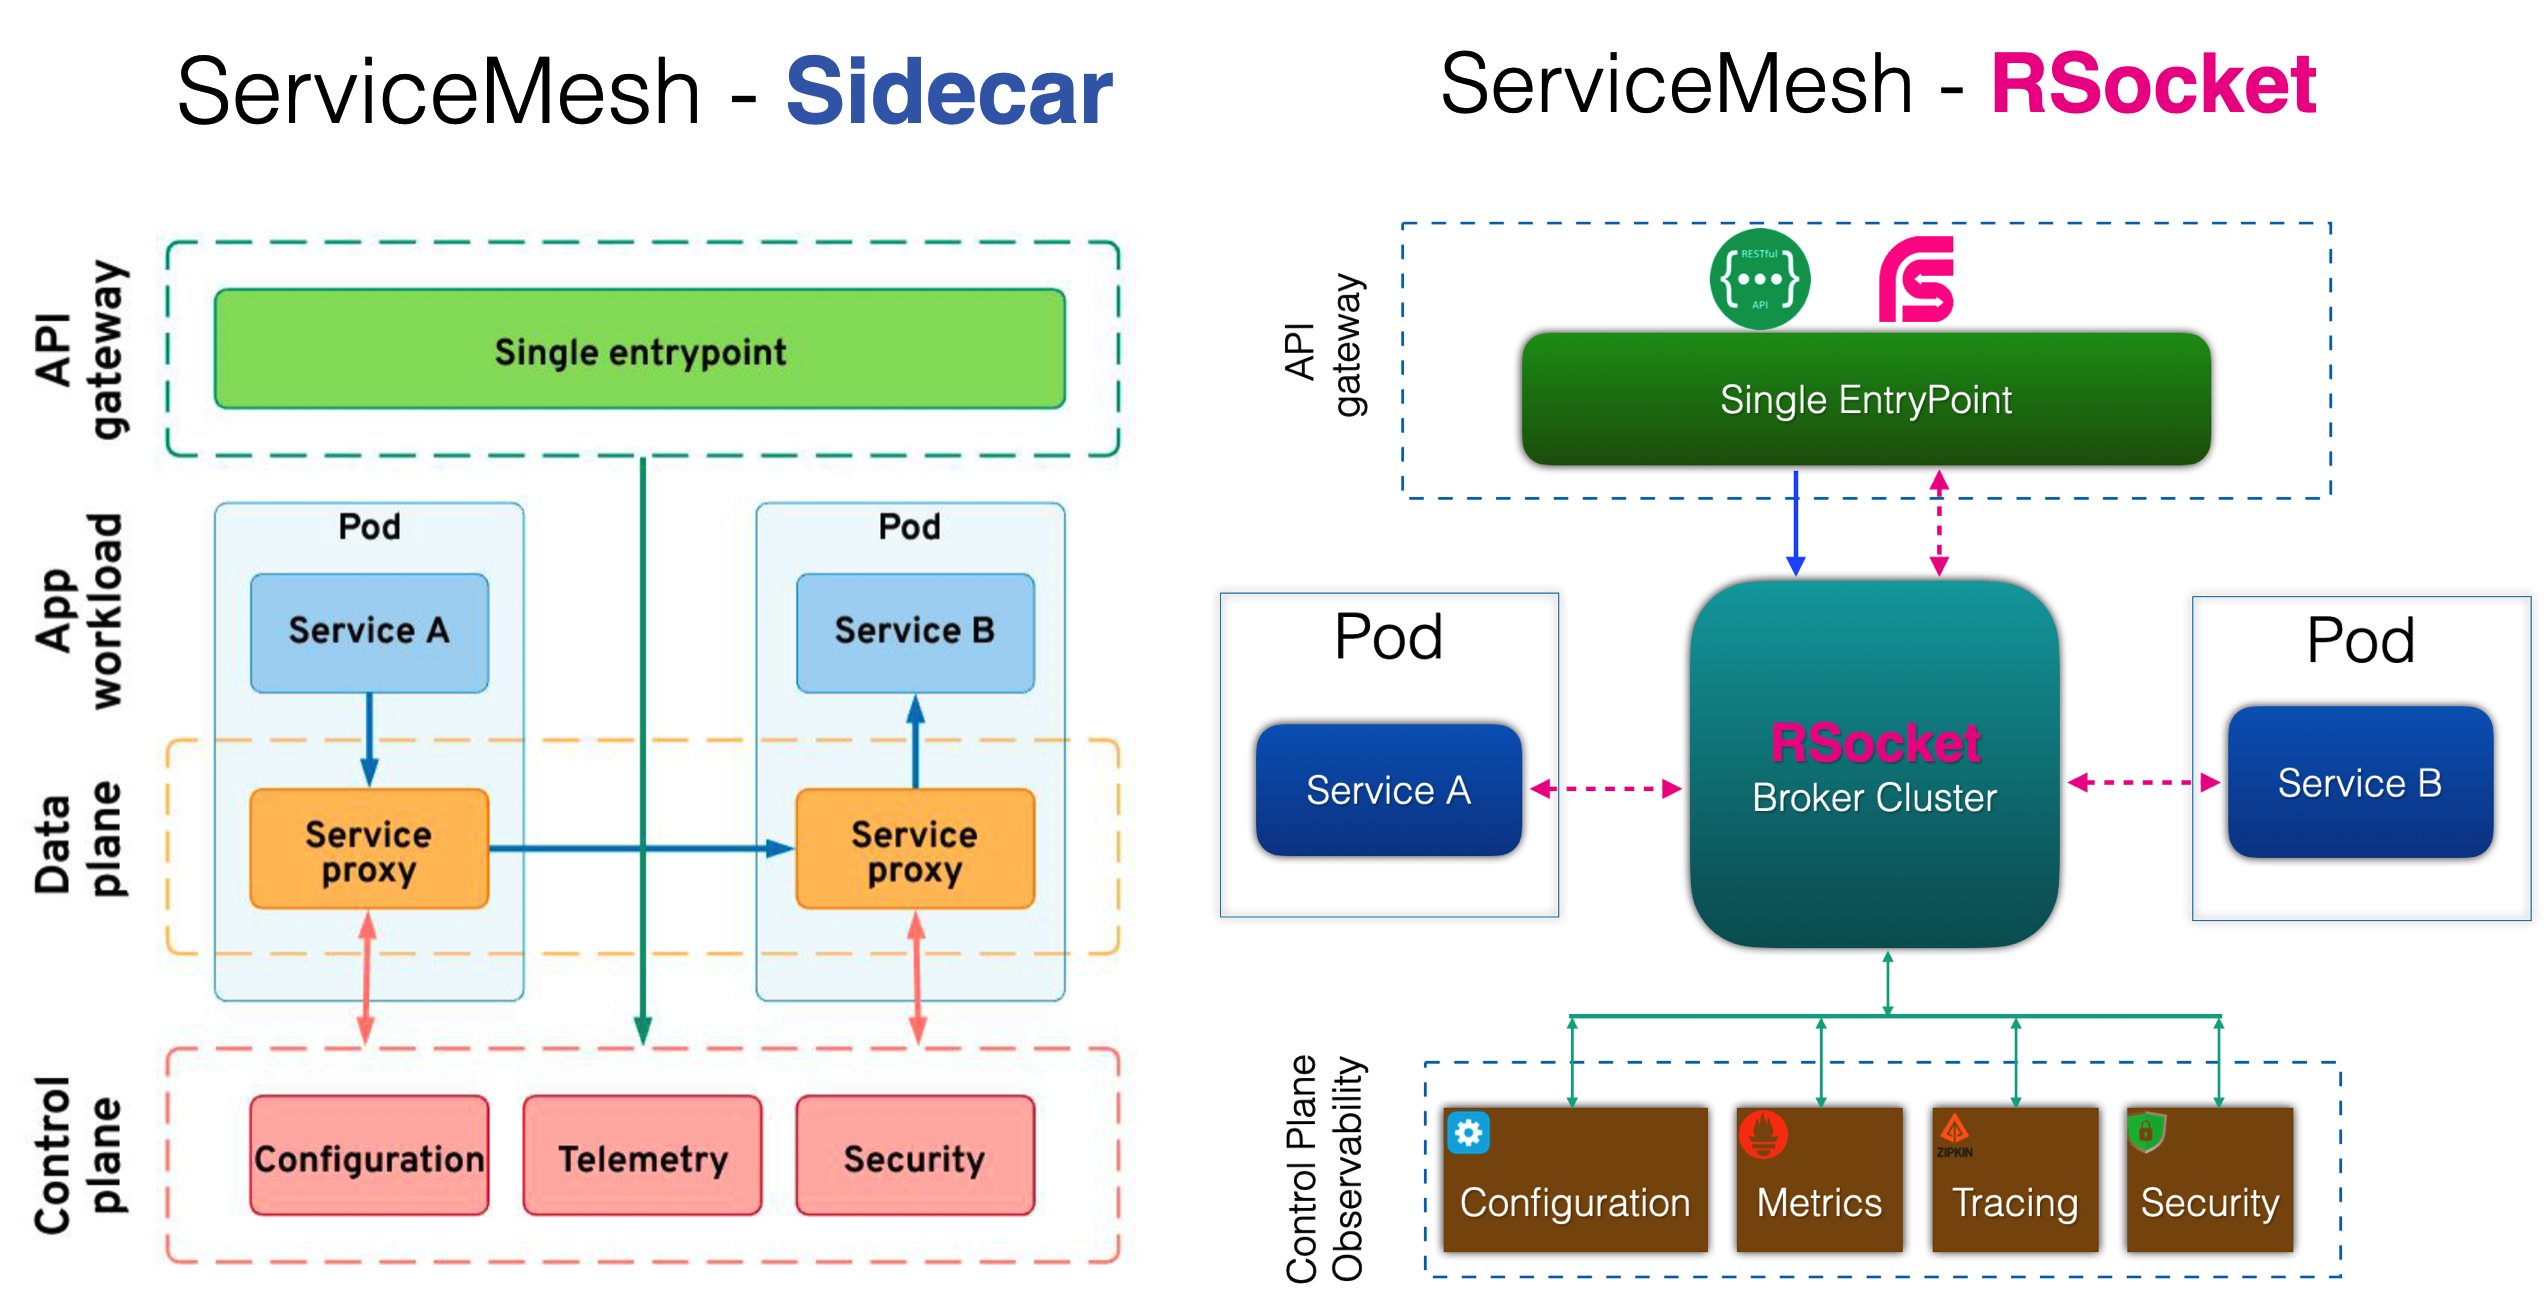 ServiceMesh - Sidecar
API
gateway
Single entrypoint
App
workload
Pod
Pod
Service A
Service B
Data
plane
Service
proxy
Service
proxy
Control
plane
Configuration
Telemetry
Security
ServiceMesh - RSocket
API
gateway
RESTful
{•••}
API
Single EntryPoint
Pod
Service A
RSocket
Broker Cluster
Pod
Service B
Control Plane
Observability
Configuration
Metrics
ZIPKIN
Tracing
Security